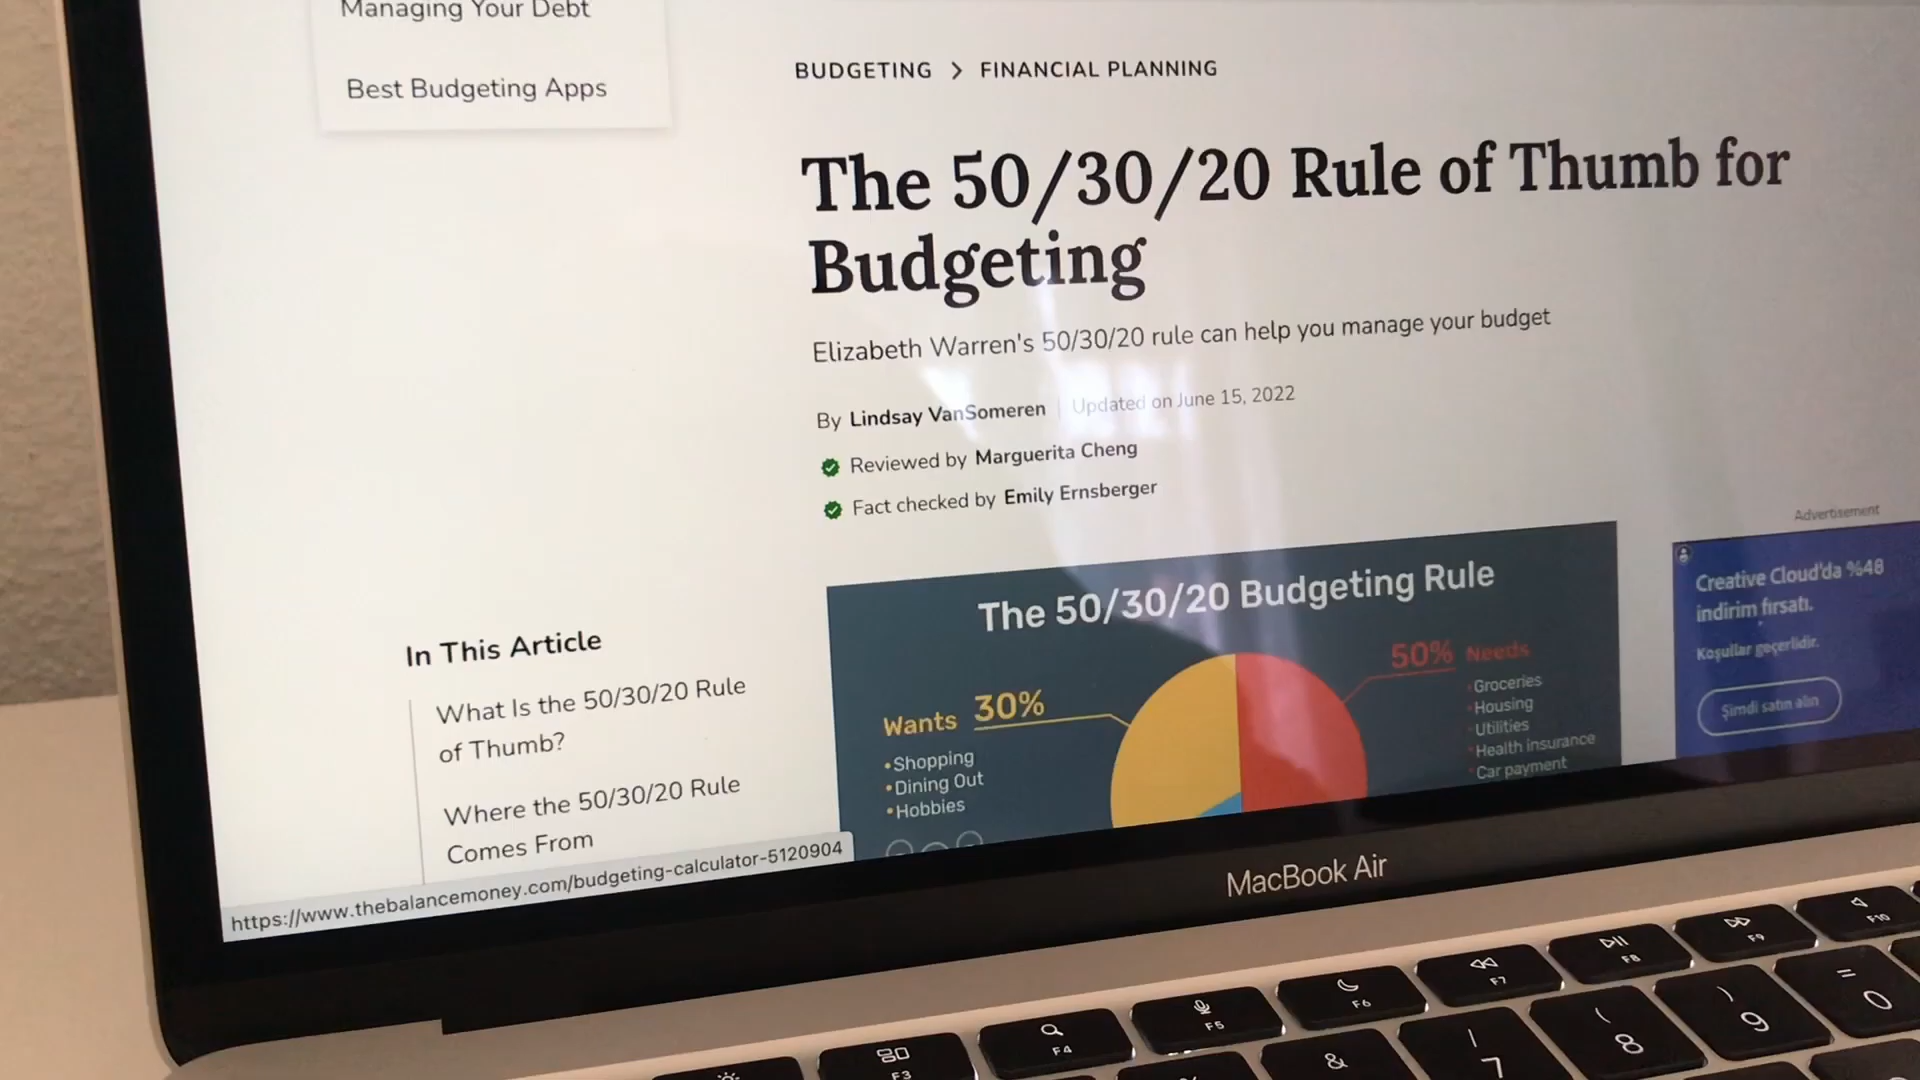 Managing Your Debt
Best Budgeting Apps
BUDGETING > FINANCIAL PLANNING
The 50/30/20 Rule of Thumb for
Budgeting
Elizabeth Warren's 50/30/20 rule can help you manage your budget
By Lindsay VanSomeren | Updated on June 15, 2022
Reviewed by Marguerita Cheng
Fact checked by Emily Ernsberger
In This Article
What Is the 50/30/20 Rule
of Thumb?
Where the 50/30/20 Rule
Comes From
https://www.thebalancemoney.com/budgeting-calculator-5120904
The 50/30/20 Budgeting Rule
Wants 30%
•Shopping
•Dining Out
•Hobbies
50% Needs
•Groceries
•Housing
•Utilities
•Health insurance
•Car payment
Advertisement
Creative Cloud'da %48
indirim fırsatı.
Koşullar geçerlidir.
Şimdi satın alın
MacBook Air
F3
F4
F5
F6
F7
F8
F9
F10
&
7
(
8
)
9
=
0